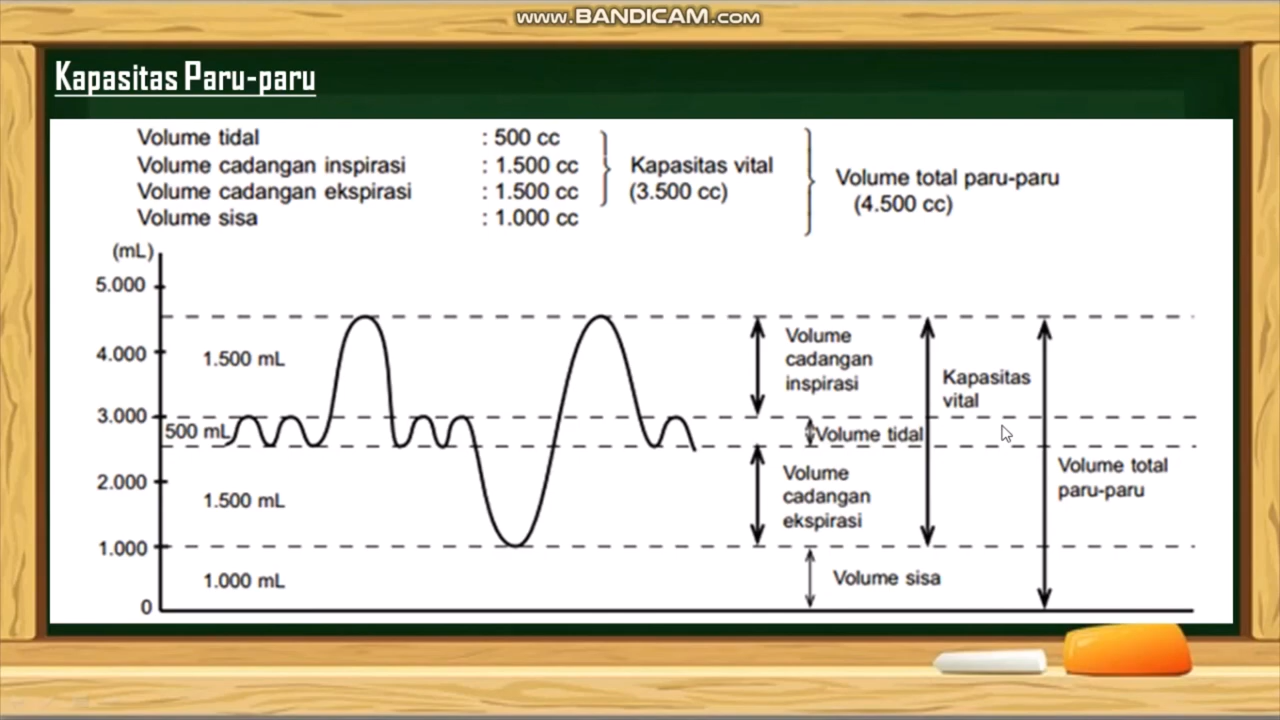 www.BANDICAM.com
Kapasitas Paru-paru
Volume tidal : 500 cc
Volume cadangan inspirasi : 1.500 cc
Volume cadangan ekspirasi : 1.500 cc
Volume sisa : 1.000 cc
Kapasitas vital
(3.500 cc)
Volume total paru-paru
(4.500 cc)
(mL)
5.000
4.000
3.000
2.000
1.000
0
1.500 mL
500 mL
1.500 mL
1.000 mL
Volume
cadangan
inspirasi
Volume tidal
Volume
cadangan
ekspirasi
Volume sisa
Kapasitas
vital
Volume total
paru-paru